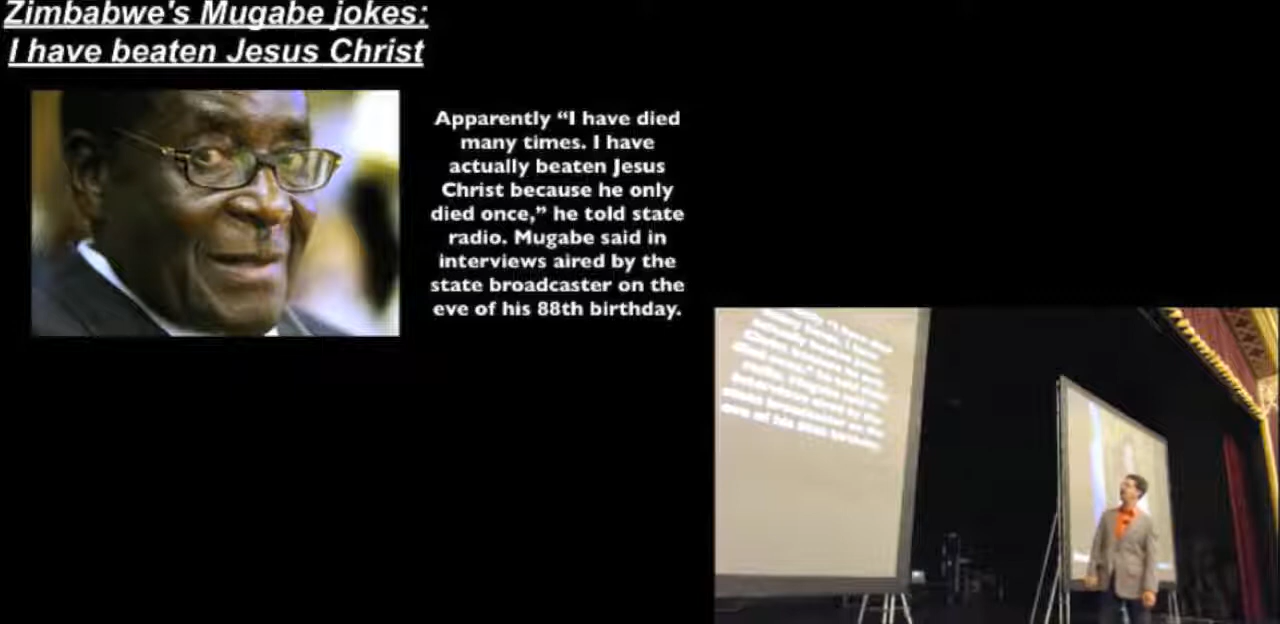 Zimbabwe's Mugabe jokes:
I have beaten Jesus Christ
Apparently “I have died
many times. I have
actually beaten Jesus
Christ because he only
died once,” he told state
radio. Mugabe said in
interviews aired by the
state broadcaster on the
eve of his 88th birthday.